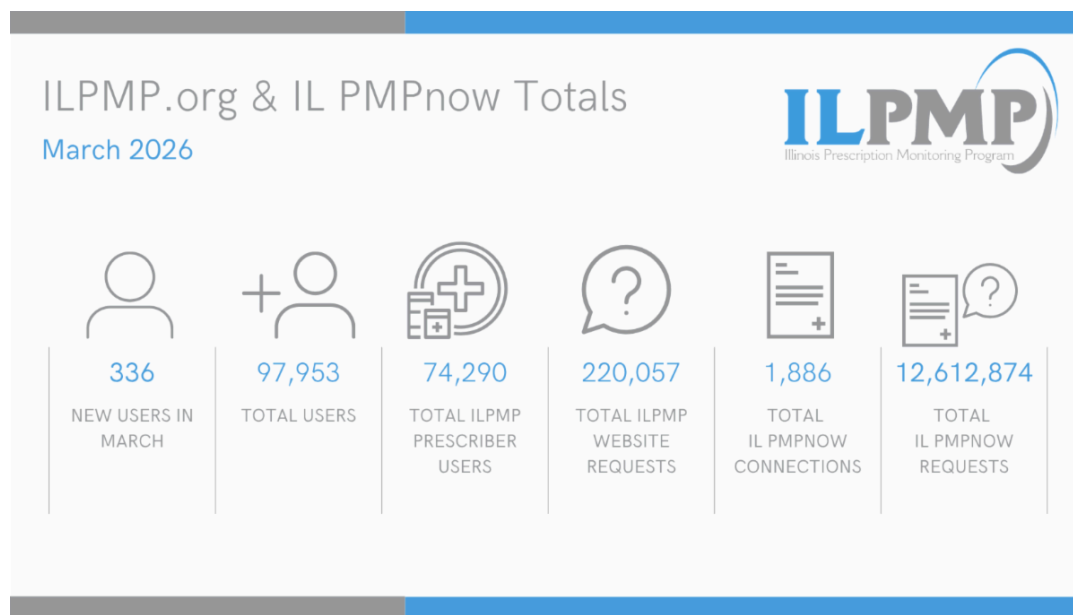 ILPMP.org & IL PMPnow Totals
March 2026
ILPMP
Illinois Prescription Monitoring Program
336
NEW USERS IN
MARCH
97,953
TOTAL USERS
74,290
TOTAL ILPMP
PRESCRIBER
USERS
220,057
TOTAL ILPMP
WEBSITE
REQUESTS
1,886
TOTAL
IL PMPNOW
CONNECTIONS
12,612,874
TOTAL
IL PMPNOW
REQUESTS